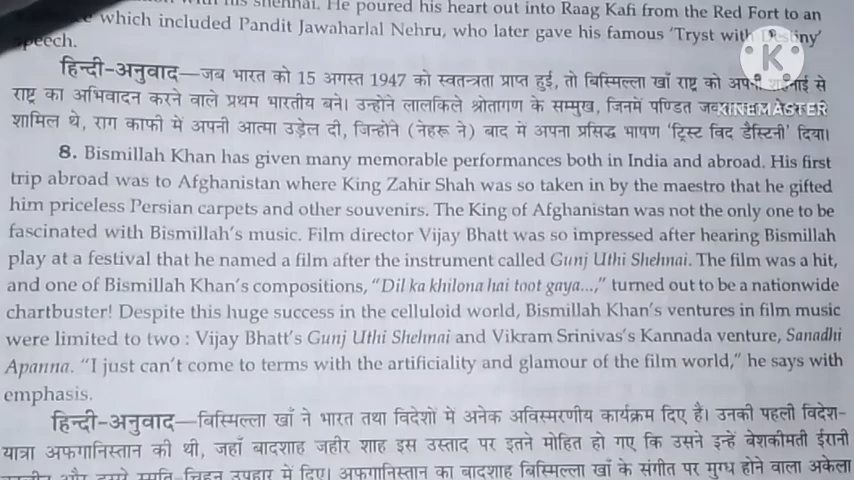 his shehnai. He poured his heart out into Raag Kafi from the Red Fort to an
which included Pandit Jawaharlal Nehru, who later gave his famous 'Tryst with Destiny'
speech.
हिन्दी-अनुवाद—जब भारत को 15 अगस्त 1947 को स्वतन्त्रता प्राप्त हुई, तो बिस्मिल्ला खाँ राष्ट्र को अपनी शहनाई से
राष्ट्र का अभिवादन करने वाले प्रथम भारतीय बने। उन्होंने लालकिले श्रोतागण के सम्मुख, जिनमें पण्डित
शामिल थे, राग काफी में अपनी आत्मा उड़ेल दी, जिन्होंने (नेहरू ने) बाद में अपना प्रसिद्ध भाषण 'ट्रिस्ट विद डैस्टिनी' दिया।
K
KINEMASTER
8. Bismillah Khan has given many memorable performances both in India and abroad. His first
trip abroad was to Afghanistan where King Zahir Shah was so taken in by the maestro that he gifted
him priceless Persian carpets and other souvenirs. The King of Afghanistan was not the only one to be
fascinated with Bismillah's music. Film director Vijay Bhatt was so impressed after hearing Bismillah
play at a festival that he named a film after the instrument called Gunj Uthi Shehnai. The film was a hit,
and one of Bismillah Khan's compositions, "Dil ka khilona hai toot gaya...," turned out to be a nationwide
chartbuster! Despite this huge success in the celluloid world, Bismillah Khan's ventures in film music
were limited to two : Vijay Bhatt's Gunj Uthi Shehnai and Vikram Srinivas's Kannada venture, Sanadhi
Apanna. "I just can't come to terms with the artificiality and glamour of the film world," he says with
emphasis.
हिन्दी-अनुवाद—बिस्मिल्ला खाँ ने भारत तथा विदेशों में अनेक अविस्मरणीय कार्यक्रम दिए हैं। उनकी पहली विदेश-
यात्रा अफगानिस्तान की थी, जहाँ बादशाह जहीर शाह इस उस्ताद पर इतने मोहित हो गए कि उसने इन्हें बेशकीमती ईरानी
और दूसरे स्मृति-चिह्न उपहार में दिए। अफगानिस्तान का बादशाह बिस्मिल्ला खाँ के संगीत पर मुग्ध होने वाला अकेला